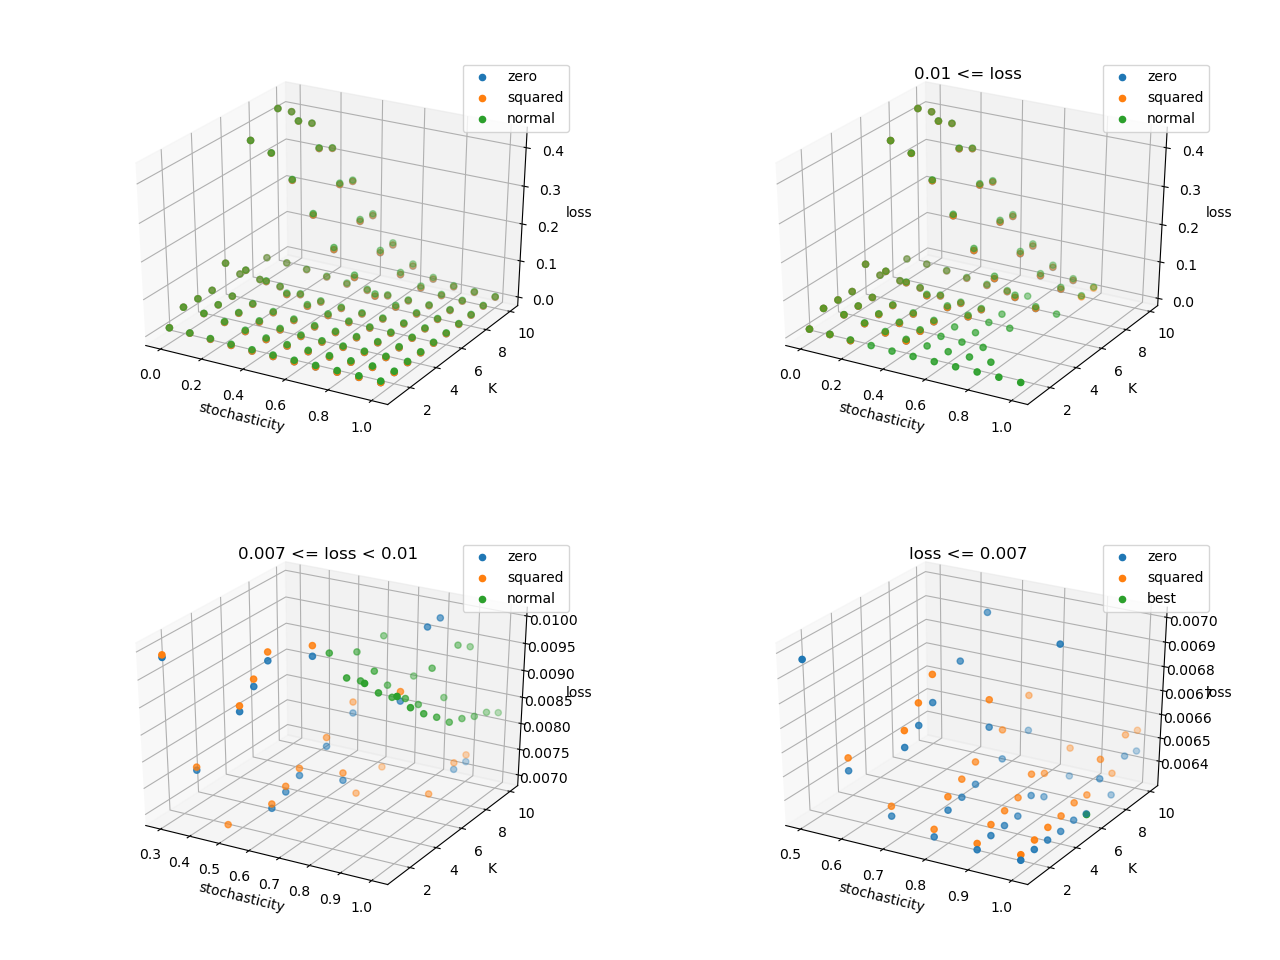 zero
squared
normal
0.4
0.3
0.2
0.1
0.0
loss
0.0
0.2
0.4
0.6
0.8
1.0
stochasticity
2
4
6
8
10
K
0.01 <= loss
zero
squared
normal
0.4
0.3
0.2
0.1
0.0
loss
0.0
0.2
0.4
0.6
0.8
1.0
stochasticity
2
4
6
8
10
K
0.007 <= loss < 0.01
zero
squared
normal
0.0100
0.0095
0.0090
0.0085
0.0080
0.0075
0.0070
loss
0.3
0.4
0.5
0.6
0.7
0.8
0.9
1.0
stochasticity
2
4
6
8
10
K
loss <= 0.007
zero
squared
best
0.0070
0.0069
0.0068
0.0067
0.0066
0.0065
0.0064
loss
0.5
0.6
0.7
0.8
0.9
1.0
stochasticity
2
4
6
8
10
K